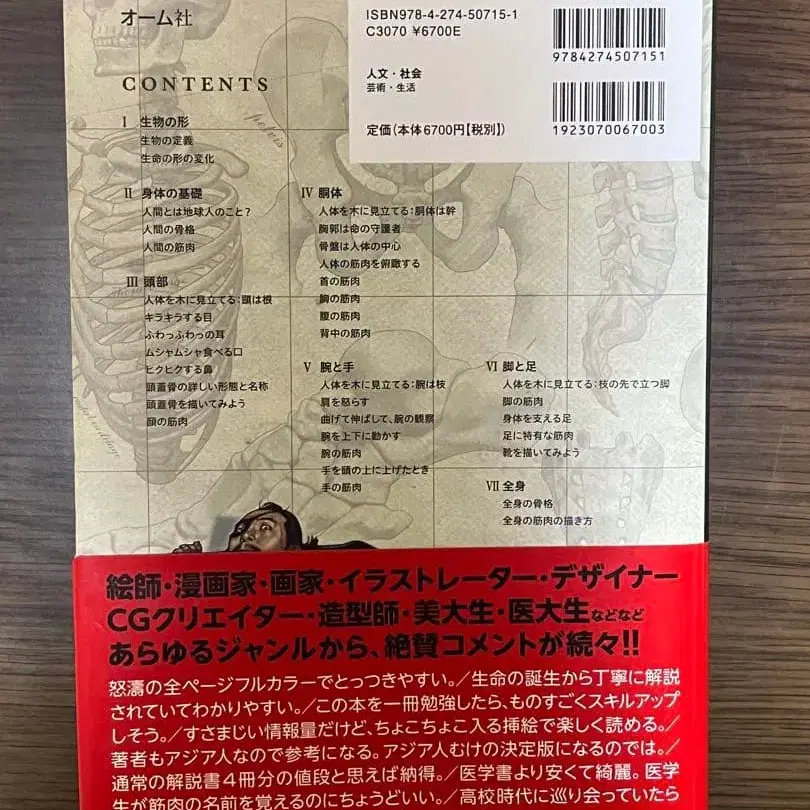 オーム社
ISBN978-4-274-50715-1
C3070 ¥6700E
9784274507151
人文・社会
芸術・生活
1923070067003
定価(本体6700円【税別】)
CONTENTS
pelvis
I 生物の形
生物の定義
生命の形の変化
II 身体の基礎
人間とは地球人のこと?
人間の骨格
人間の筋肉
III 頭部
人体を木に見立てる:頭は根
キラキラする目
ふわっふわっの耳
ムシャムシャ食べる口
ヒクヒクする鼻
頭蓋骨の詳しい形態と名称
頭蓋骨を描いてみよう
顔の筋肉
IV 胴体
人体を木に見立てる:胴体は幹
胸郭は命の守護者
骨盤は人体の中心
人体の筋肉を俯瞰する
首の筋肉
胸の筋肉
腹の筋肉
背中の筋肉
V 腕と手
人体を木に見立てる:腕は枝
肩を怒らす
曲げて伸ばして、腕の観察
腕を上下に動かす
腕の筋肉
手を頭の上に上げたとき
手の筋肉
VI 脚と足
人体を木に見立てる:枝の先で立つ脚
脚の筋肉
身体を支える足
足に特有な筋肉
靴を描いてみよう
VII 全身
全身の骨格
全身の筋肉の描き方
絵師・漫画家・画家・イラストレーター・デザイナー
CGクリエイター・造型師・美大生・医大生などなど
あらゆるジャンルから、絶賛コメントが続々!!
怒濤の全ページフルカラーでとっつきやすい。/生命の誕生から丁寧に解説
されていてわかりやすい。/この本を一冊勉強したら、ものすごくスキルアップ
しそう。/すさまじい情報量だけど、ちょこちょこ入る挿絵で楽しく読める。/
著者もアジア人なので参考になる。アジア人むけの決定版になるのでは。/
通常の解説書4冊分の値段と思えば納得。/医学書より安くて綺麗。医学
生が筋肉の名前を覚えるのにちょうどいい。/高校時代に巡り会っていたら